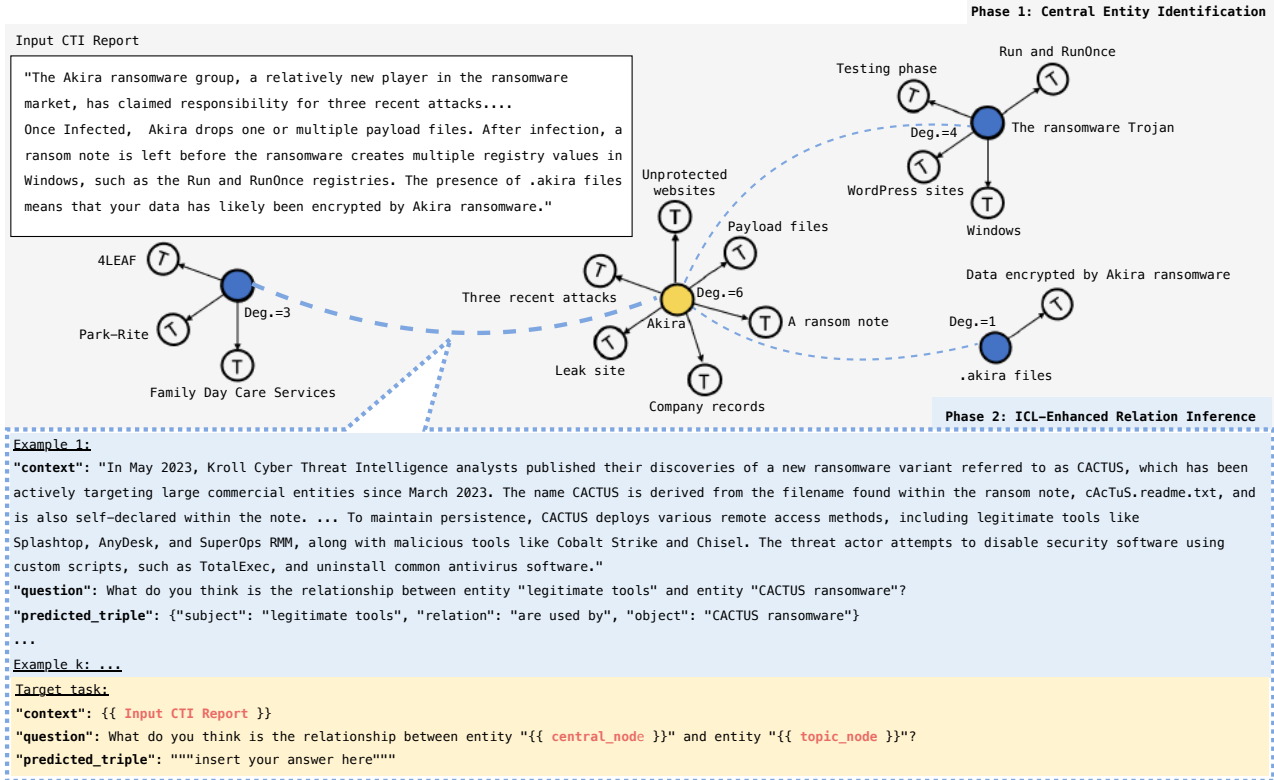 Phase 1: Central Entity Identification
Input CTI Report
"The Akira ransomware group, a relatively new player in the ransomware
market, has claimed responsibility for three recent attacks....
Once Infected,  Akira drops one or multiple payload files. After infection, a
ransom note is left before the ransomware creates multiple registry values in
Windows, such as the Run and RunOnce registries. The presence of .akira files
means that your data has likely been encrypted by Akira ransomware."
Run and RunOnce
T
Testing phase
T
Deg.=4
The ransomware Trojan
T
WordPress sites
T
Windows
Unprotected
websites
T
Payload files
T
T
Three recent attacks
Deg.=6
Akira
T
A ransom note
T
Leak site
T
Company records
4LEAF
T
Deg.=3
Park-Rite
T
T
Family Day Care Services
Data encrypted by Akira ransomware
T
Deg.=1
.akira files
Phase 2: ICL-Enhanced Relation Inference
Example 1:
"context": "In May 2023, Kroll Cyber Threat Intelligence analysts published their discoveries of a new ransomware variant referred to as CACTUS, which has been
actively targeting large commercial entities since March 2023. The name CACTUS is derived from the filename found within the ransom note, cAcTuS.readme.txt, and
is also self-declared within the note. ... To maintain persistence, CACTUS deploys various remote access methods, including legitimate tools like
Splashtop, AnyDesk, and SuperOps RMM, along with malicious tools like Cobalt Strike and Chisel. The threat actor attempts to disable security software using
custom scripts, such as TotalExec, and uninstall common antivirus software."
"question": What do you think is the relationship between entity "legitimate tools" and entity "CACTUS ransomware"?
"predicted_triple": {"subject": "legitimate tools", "relation": "are used by", "object": "CACTUS ransomware"}
...
Example k: ...
Target task:
"context": {{ Input CTI Report }}
"question": What do you think is the relationship between entity "{{ central_node }}" and entity "{{ topic_node }}"?
"predicted_triple": """insert your answer here"""